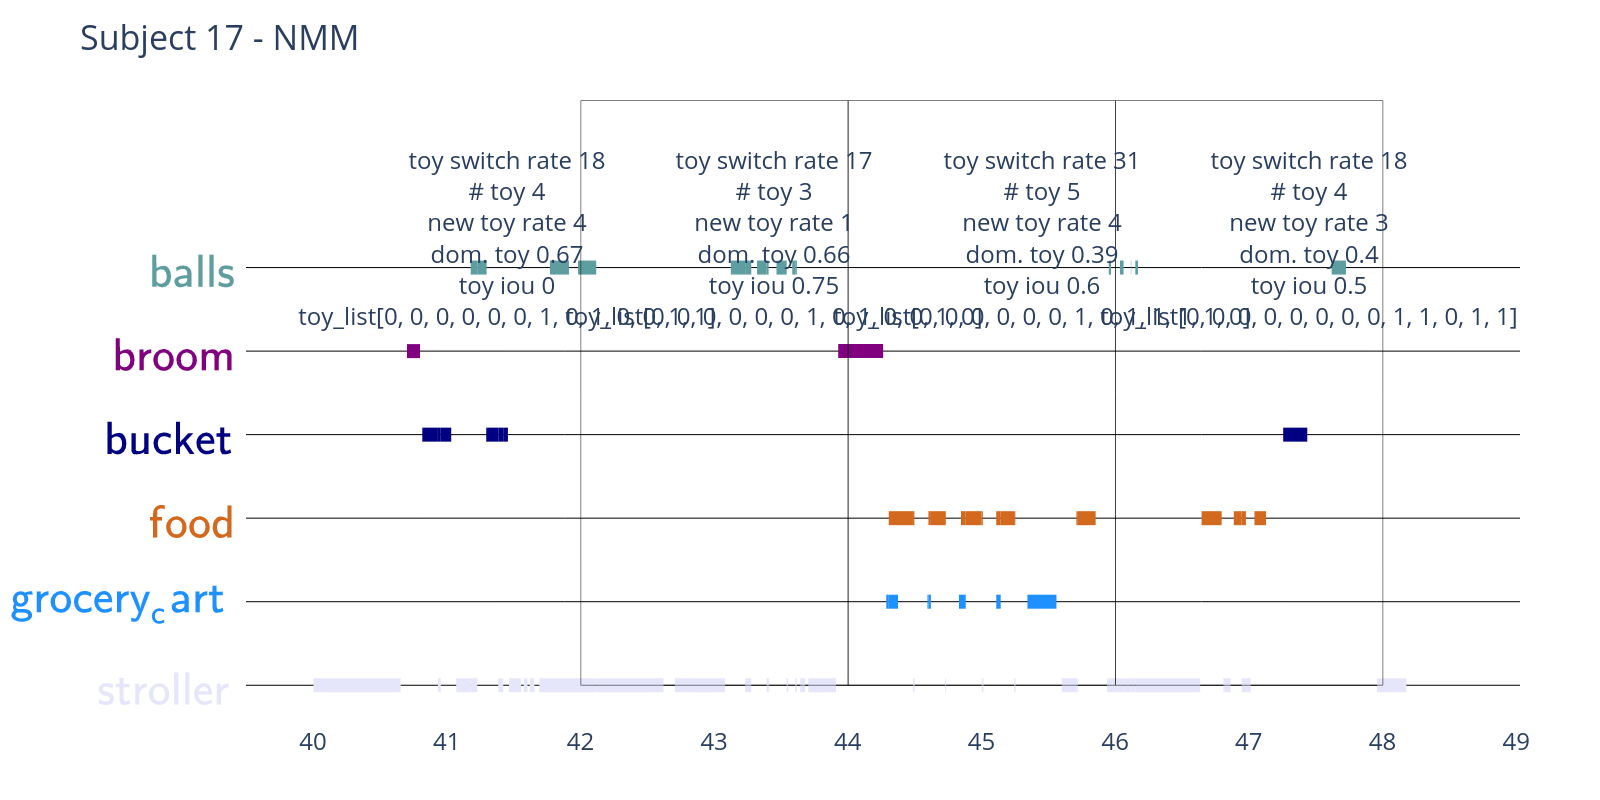 Subject 17 - NMM
toy switch rate 18
# toy 4
new toy rate 4
dom. toy 0.67
toy iou 0
toy switch rate 17
# toy 3
new toy rate 1
dom. toy 0.66
toy iou 0.75
toy switch rate 31
# toy 5
new toy rate 4
dom. toy 0.39
toy iou 0.6
toy switch rate 18
# toy 4
new toy rate 3
dom. toy 0.4
toy iou 0.5
toy_list[0, 0, 0, 0, 0, 0, 1,
balls
broom
bucket
food
grocery_c art
stroller
40 41 42 43 44 45 46 47 48 49